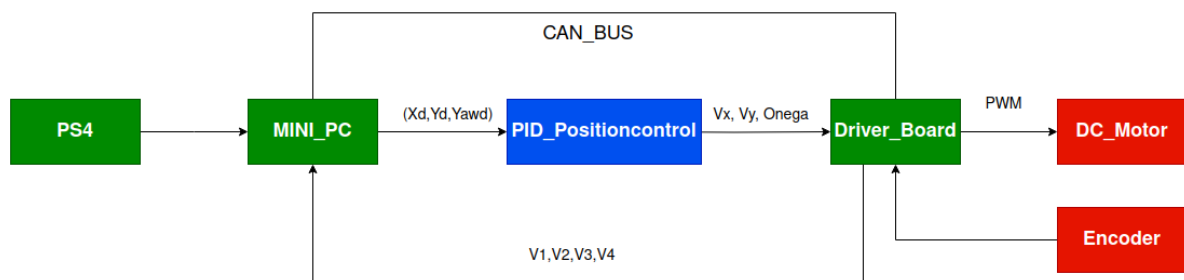 CAN_BUS
PS4
MINI_PC
(Xd,Yd,Yawd)
PID_Positioncontrol
Vx, Vy, Onega
Driver_Board
PWM
DC_Motor
Encoder
V1,V2,V3,V4